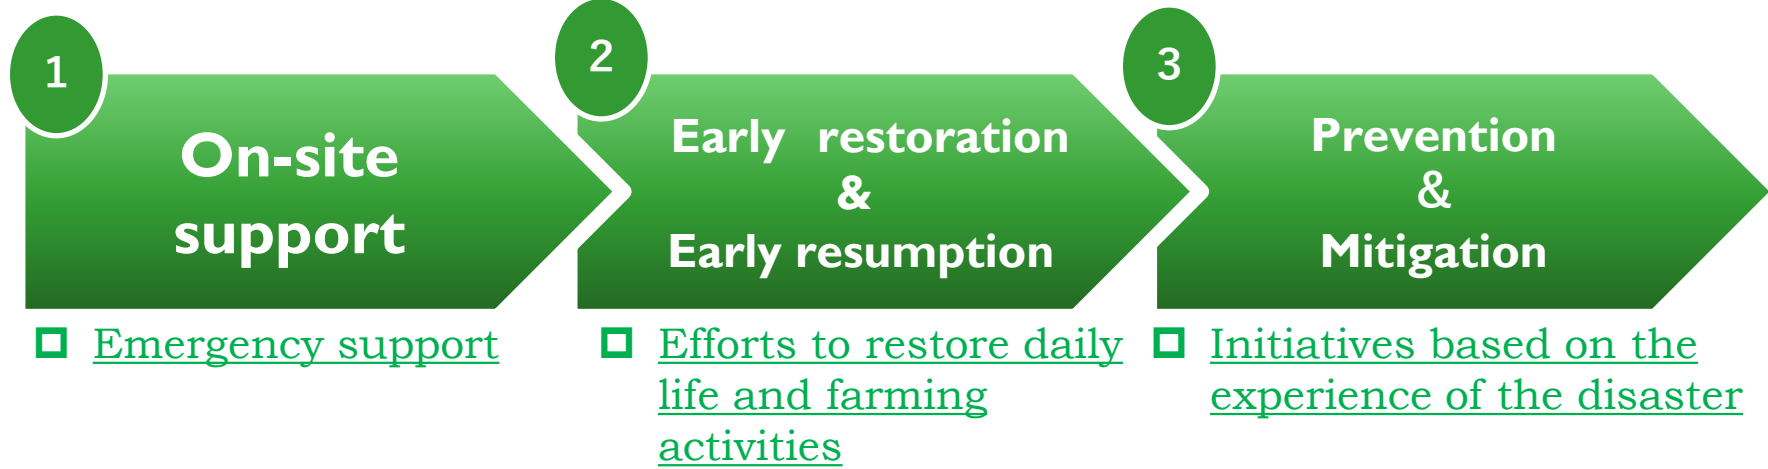 1
On-site
support
Emergency support
2
Early restoration
&
Early resumption
Efforts to restore daily
life and farming
activities
3
Prevention
&
Mitigation
Initiatives based on the
experience of the disaster